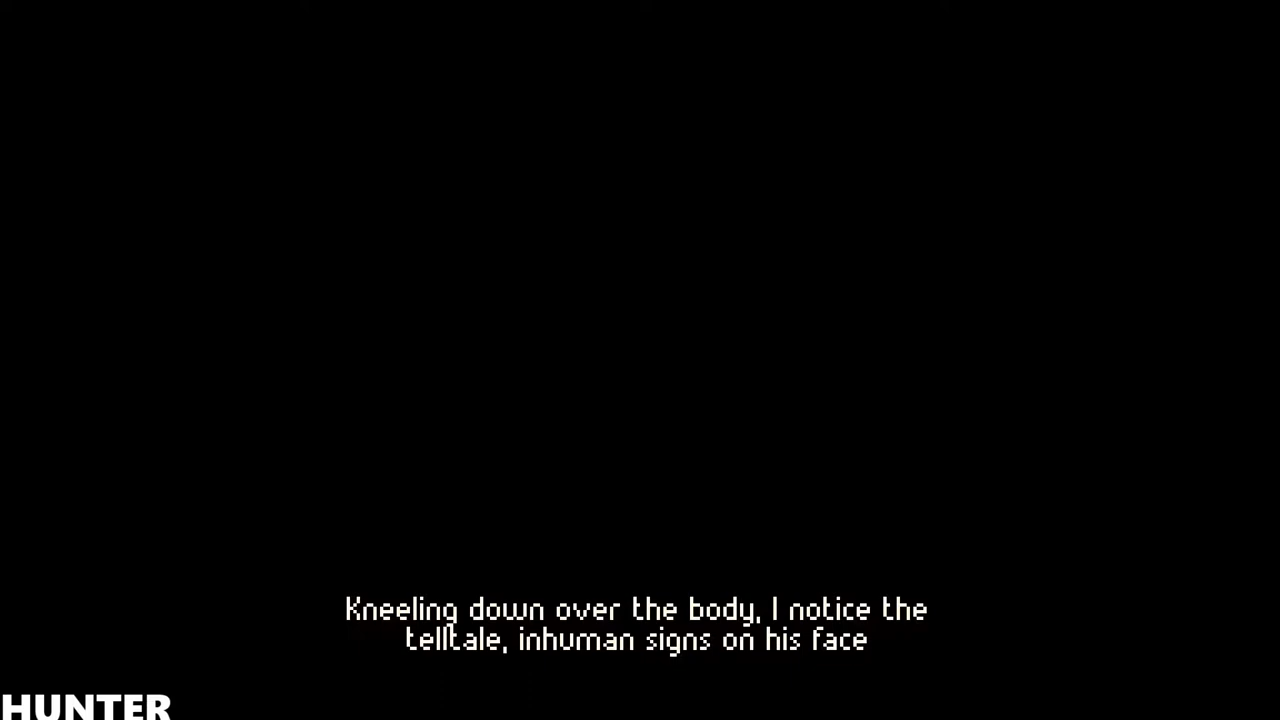 Kneeling down over the body, I notice the
telltale, inhuman signs on his face
HUNTER